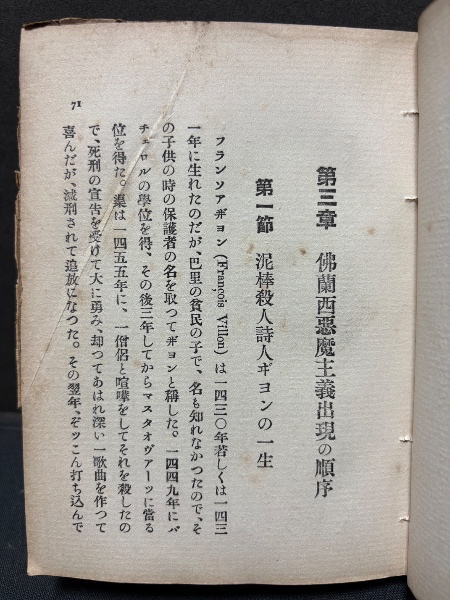 第三章 佛蘭西惡魔主義出現の順序
第一節 泥棒殺人詩人ギヨンの一生
フランソアギヨン(François Villon)は一四三〇年若しくは一四三
一年に生れたのだが、巴里の貧民の子で、名も知れなかつたので、そ
の子供の時の保護者の名を取つてギヨンと稱した。一四四九年にバ
チェロルの學位を得、その後三年してからマスタオヴアーツに當る
位を得た。渠は一四五五年に、一僧侶と喧嘩をしてそれを殺したの
で、死刑の宣告を受けて大に勇み、却つてあはれ深い一歌曲を作つて
喜んだが、減刑されて追放になつた。その翌年、ぞッこん打ち込んで
71